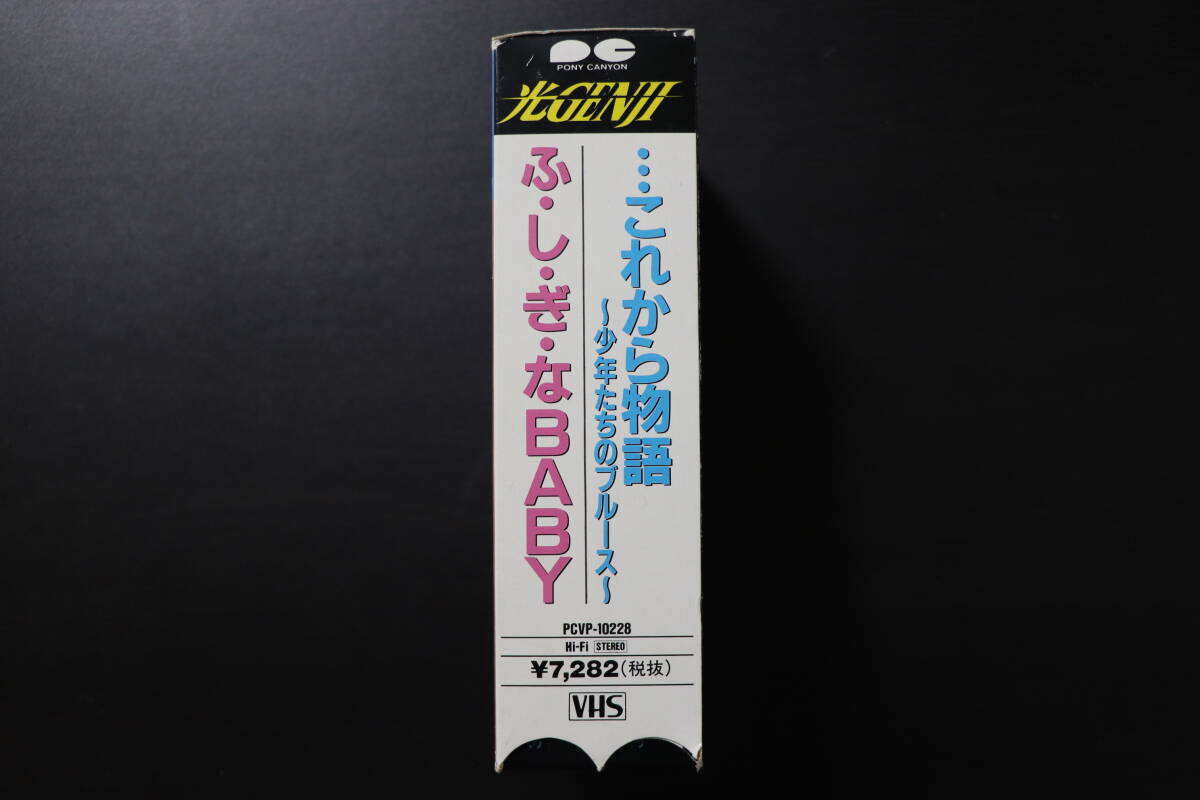 PC
PONY CANYON
光GENJI
…これから物語
～少年たちのブルース～
ふ・し・ぎ・なBABY
PCVP-10228
Hi-Fi STEREO
¥7,282(税抜)
VHS